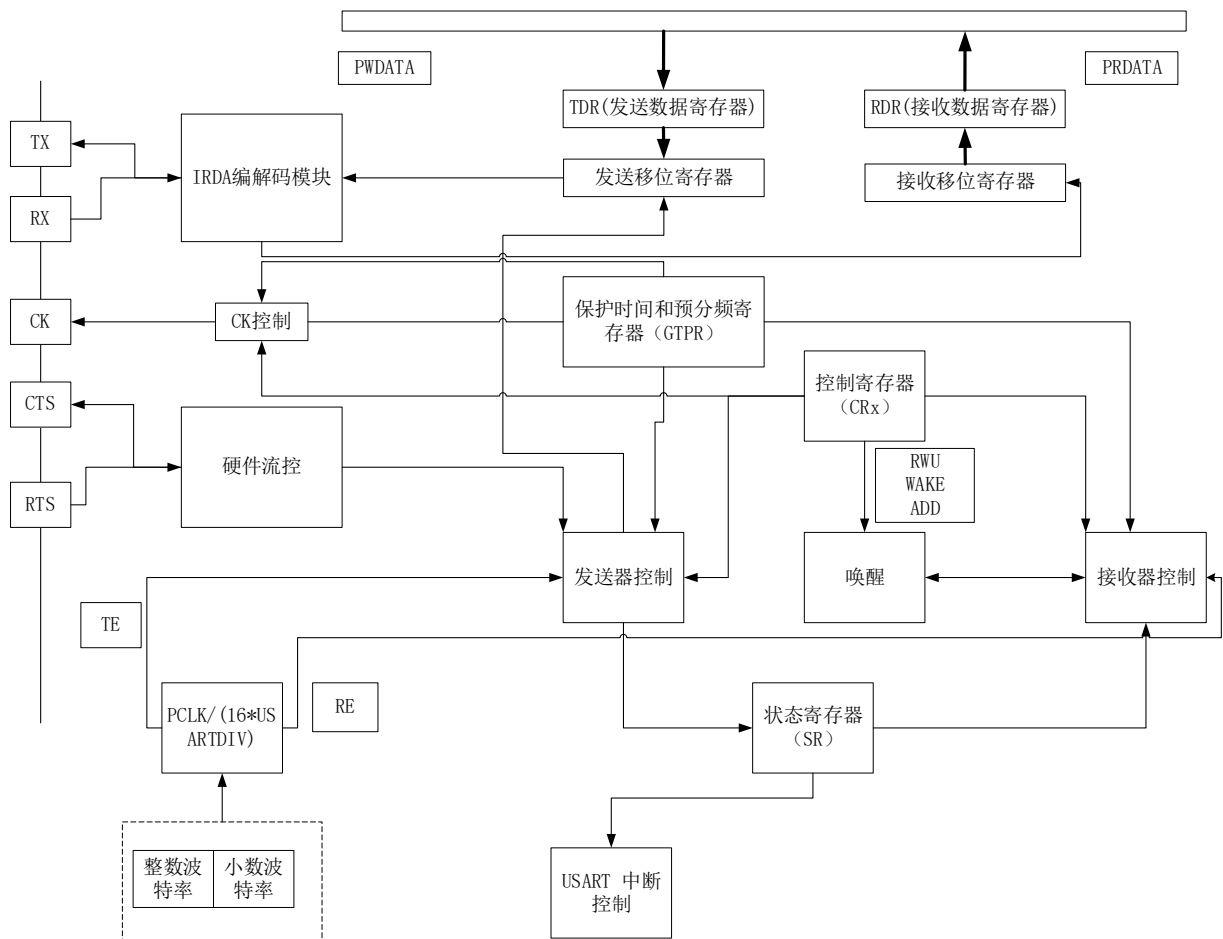 PWDATA
PRDATA
TDR(发送数据寄存器)
RDR(接收数据寄存器)
TX
IRDA编解码模块
发送移位寄存器
接收移位寄存器
RX
CK
CK控制
保护时间和预分频寄
存器（GTPR）
控制寄存器
（CRx）
CTS
硬件流控
RTS
RWU
WAKE
ADD
发送器控制
唤醒
接收器控制
TE
RE
PCLK/(16*US
ARTDIV)
状态寄存器
（SR）
整数波
特率
小数波
特率
USART 中断
控制